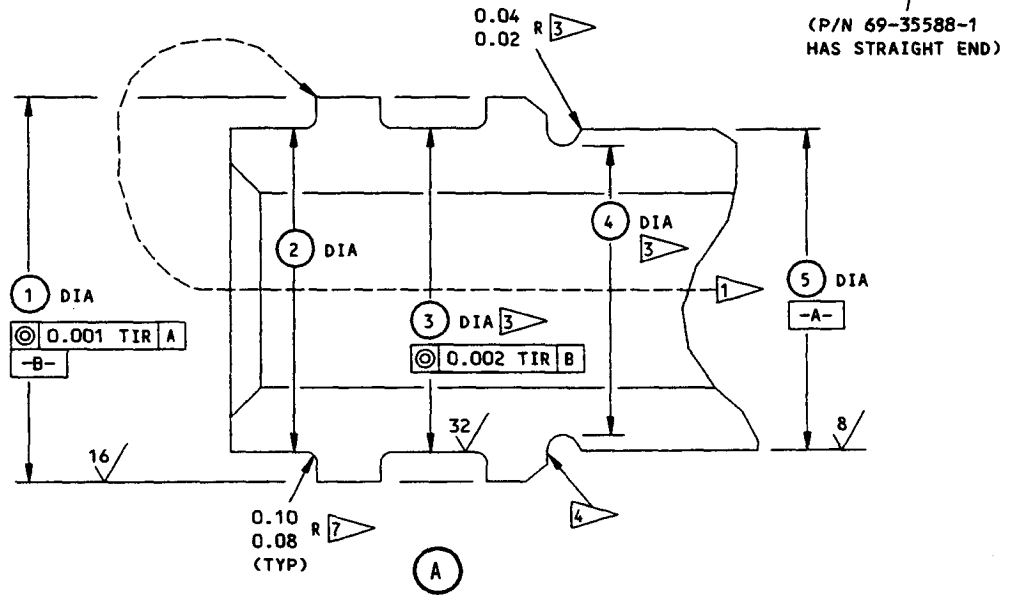 0.04
0.02 R 3
(P/N 69-35588-1
HAS STRAIGHT END)
4 DIA
3
2 DIA
1
1 DIA
5 DIA
3 DIA 3
-A-
◎ 0.001 TIR A
-B-
◎ 0.002 TIR B
32
8
16
0.10
0.08 R 7
(TYP)
4
A